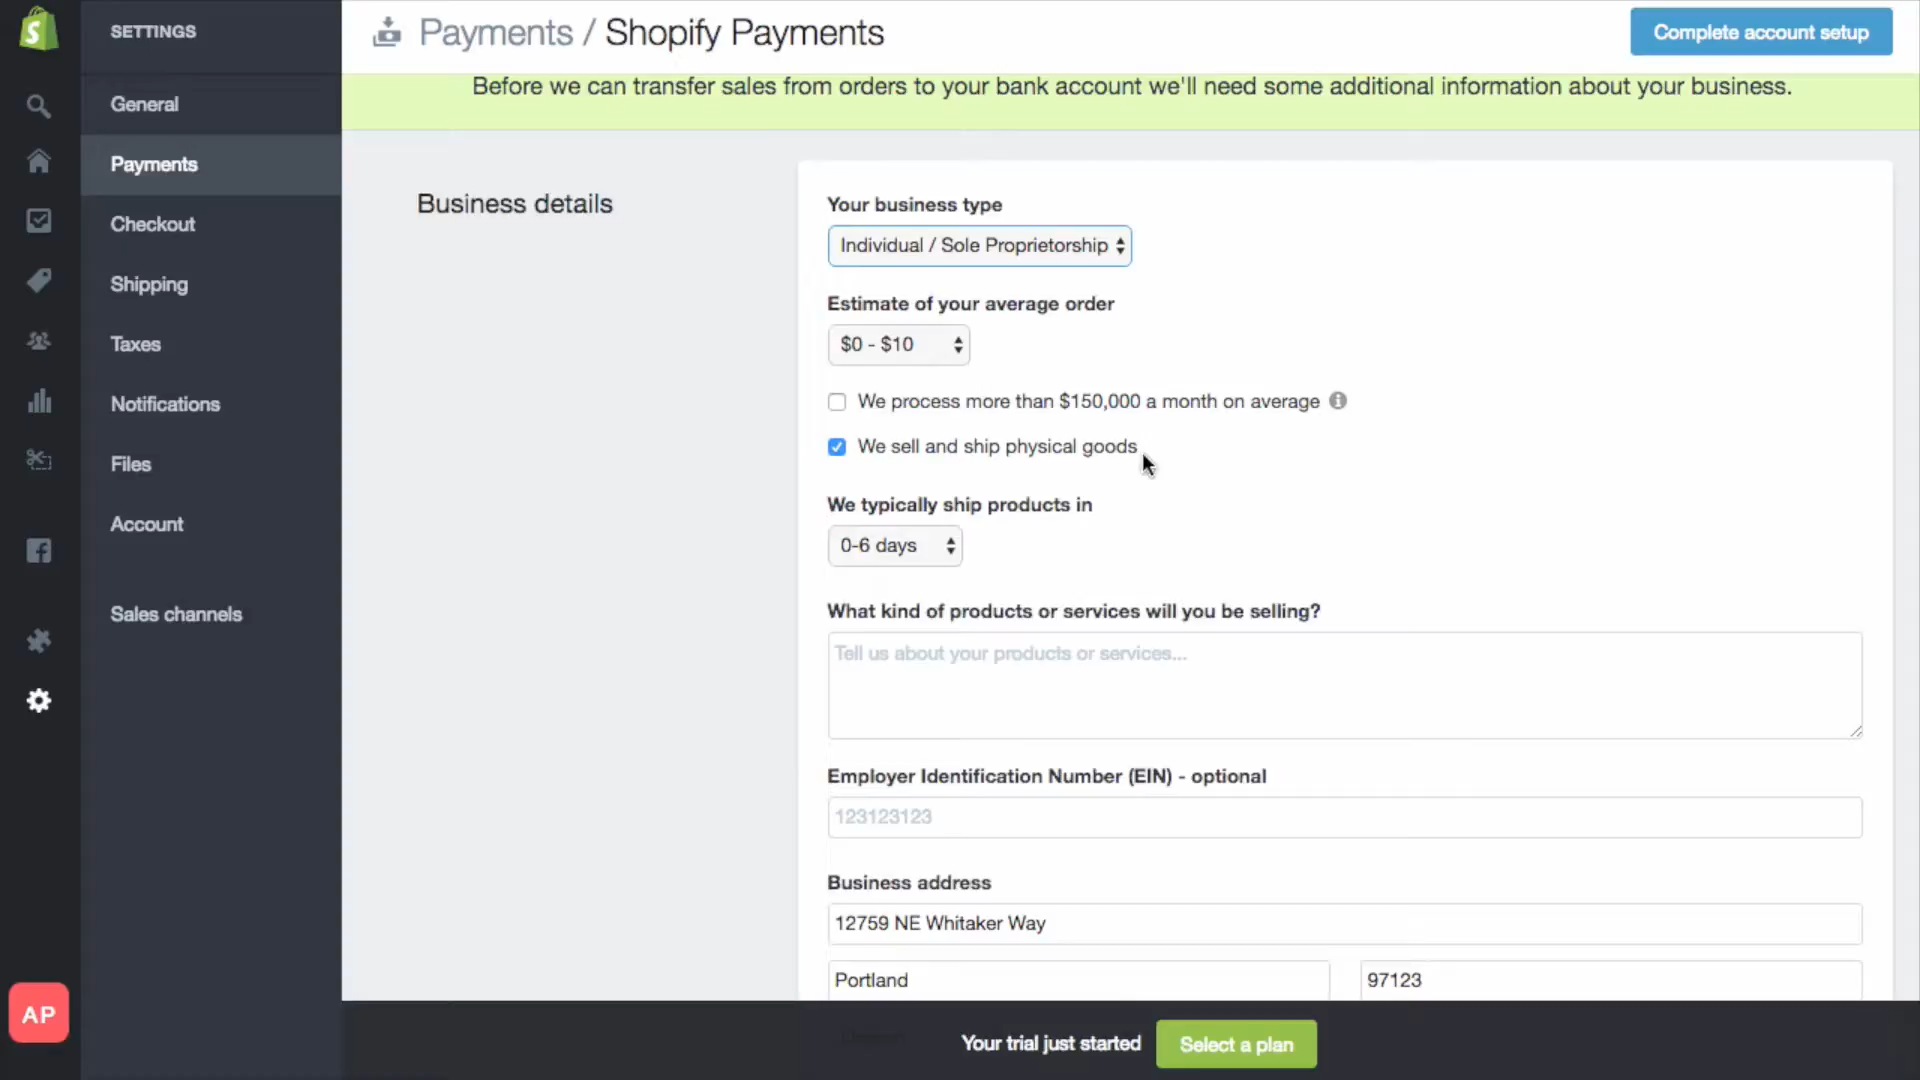 SETTINGS
General
Payments
Checkout
Shipping
Taxes
Notifications
Files
Account
Sales channels
AP
Payments / Shopify Payments
Complete account setup
Before we can transfer sales from orders to your bank account we'll need some additional information about your business.
Business details
Your business type
Individual / Sole Proprietorship
Estimate of your average order
$0 - $10
We process more than $150,000 a month on average
We sell and ship physical goods
We typically ship products in
0-6 days
What kind of products or services will you be selling?
Tell us about your products or services...
Employer Identification Number (EIN) - optional
123123123
Business address
12759 NE Whitaker Way
Portland 97123
Your trial just started Select a plan